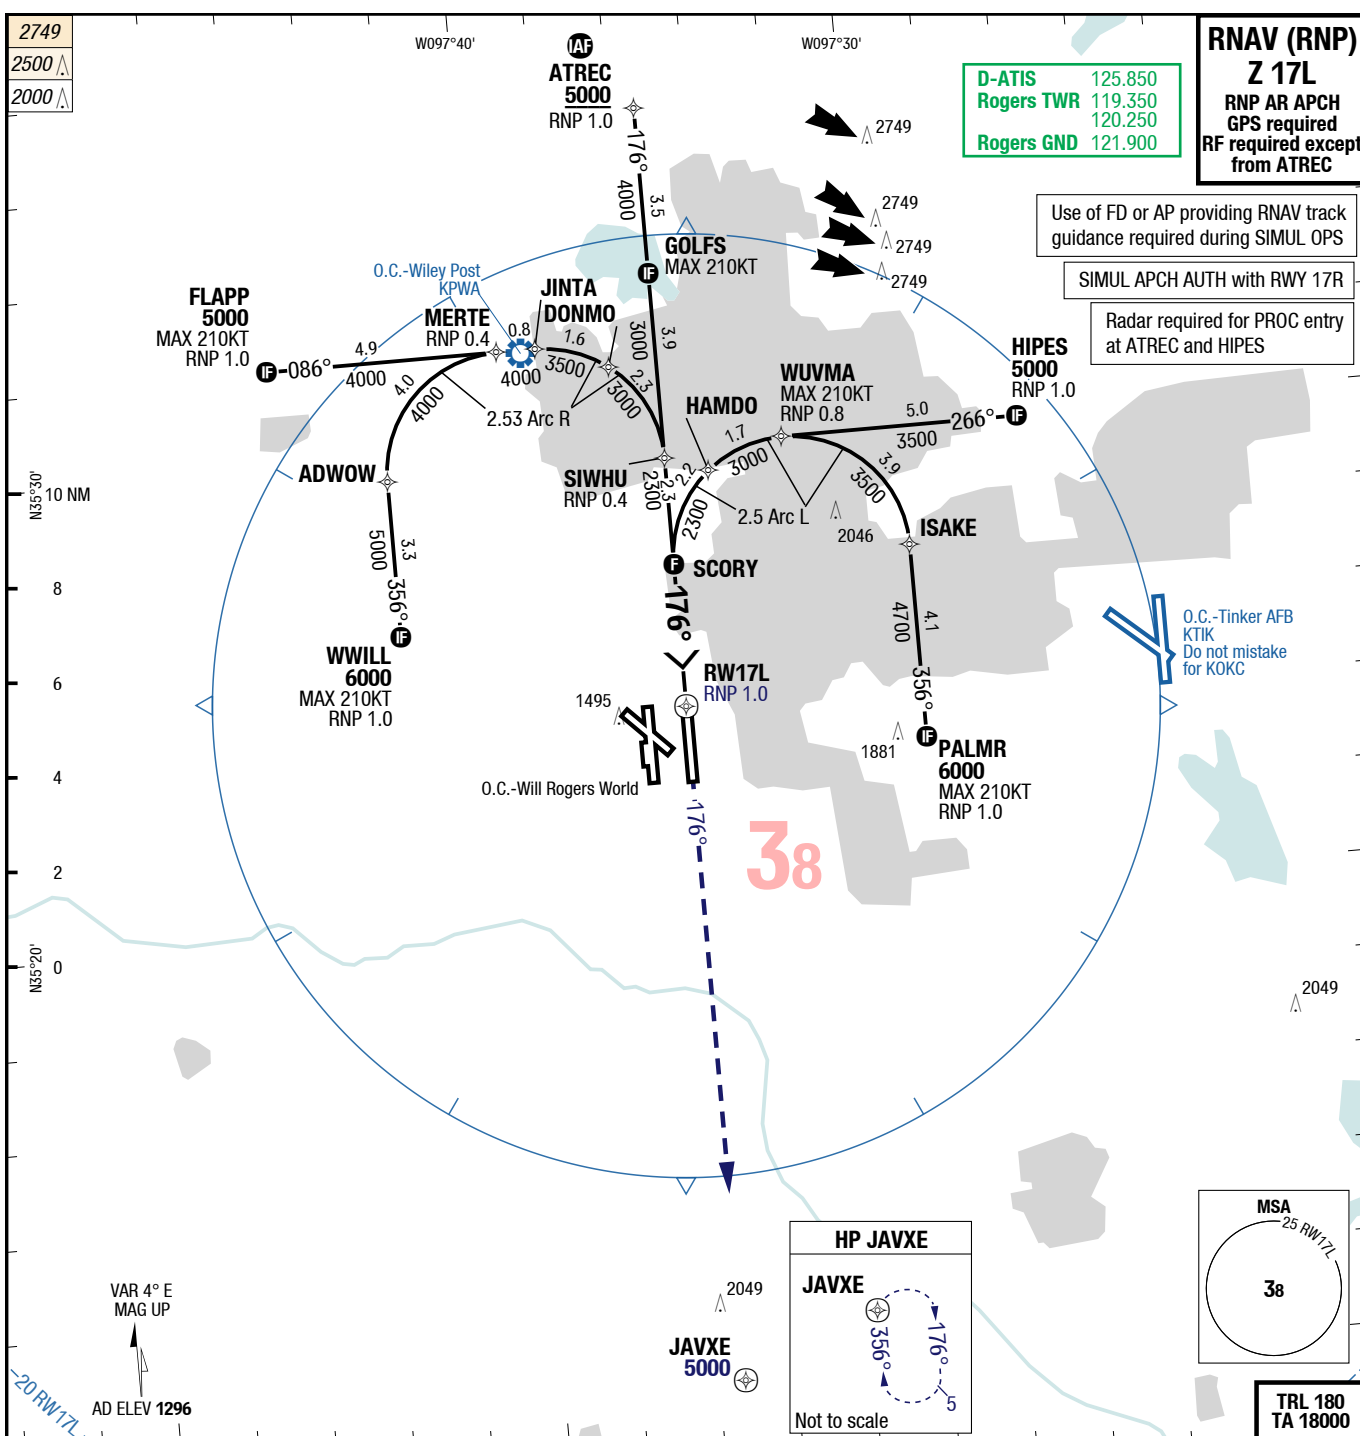 2749
2500
2000
W097°40'
W097°30'
IAF
ATREC
5000
RNP 1.0
D-ATIS 125.850
Rogers TWR 119.350
120.250
Rogers GND 121.900
RNAV (RNP)
Z 17L
RNP AR APCH
GPS required
RF required except
from ATREC
Use of FD or AP providing RNAV track
guidance required during SIMUL OPS
SIMUL APCH AUTH with RWY 17R
Radar required for PROC entry
at ATREC and HIPES
2749
2749
2749
2749
176°
4000
3.5
IF
GOLFS
MAX 210KT
O.C.-Wiley Post
KPWA
FLAPP
5000
MAX 210KT
RNP 1.0
IF
086°
4.9
4000
MERTE
RNP 0.4
0.8
4000
JINTA
DONMO
1.6
3500
3000
3.9
2.3
3000
4.0
4000
2.53 Arc R
HAMDO
WUVMA
MAX 210KT
RNP 0.8
HIPES
5000
RNP 1.0
IF
266°
5.0
3500
1.7
3000
3.9
3500
ADWOW
SIWHU
RNP 0.4
2300
2.3
2.2
2300
2.5 Arc L
2046
ISAKE
N35°30'
10 NM
8
6
4
2
0
N35°20'
5000
3.3
356°
IF
WWILL
6000
MAX 210KT
RNP 1.0
F
SCORY
176°
4700
4.1
356°
IF
PALMR
6000
MAX 210KT
RNP 1.0
O.C.-Tinker AFB
KTIK
Do not mistake
for KOKC
RW17L
RNP 1.0
1495
1881
O.C.-Will Rogers World
176°
38
2049
2049
JAVXE
5000
HP JAVXE
JAVXE
356°
176°
5
Not to scale
MSA
25 RW17L
38
VAR 4° E
MAG UP
AD ELEV 1296
20 RW17L
TRL 180
TA 18000